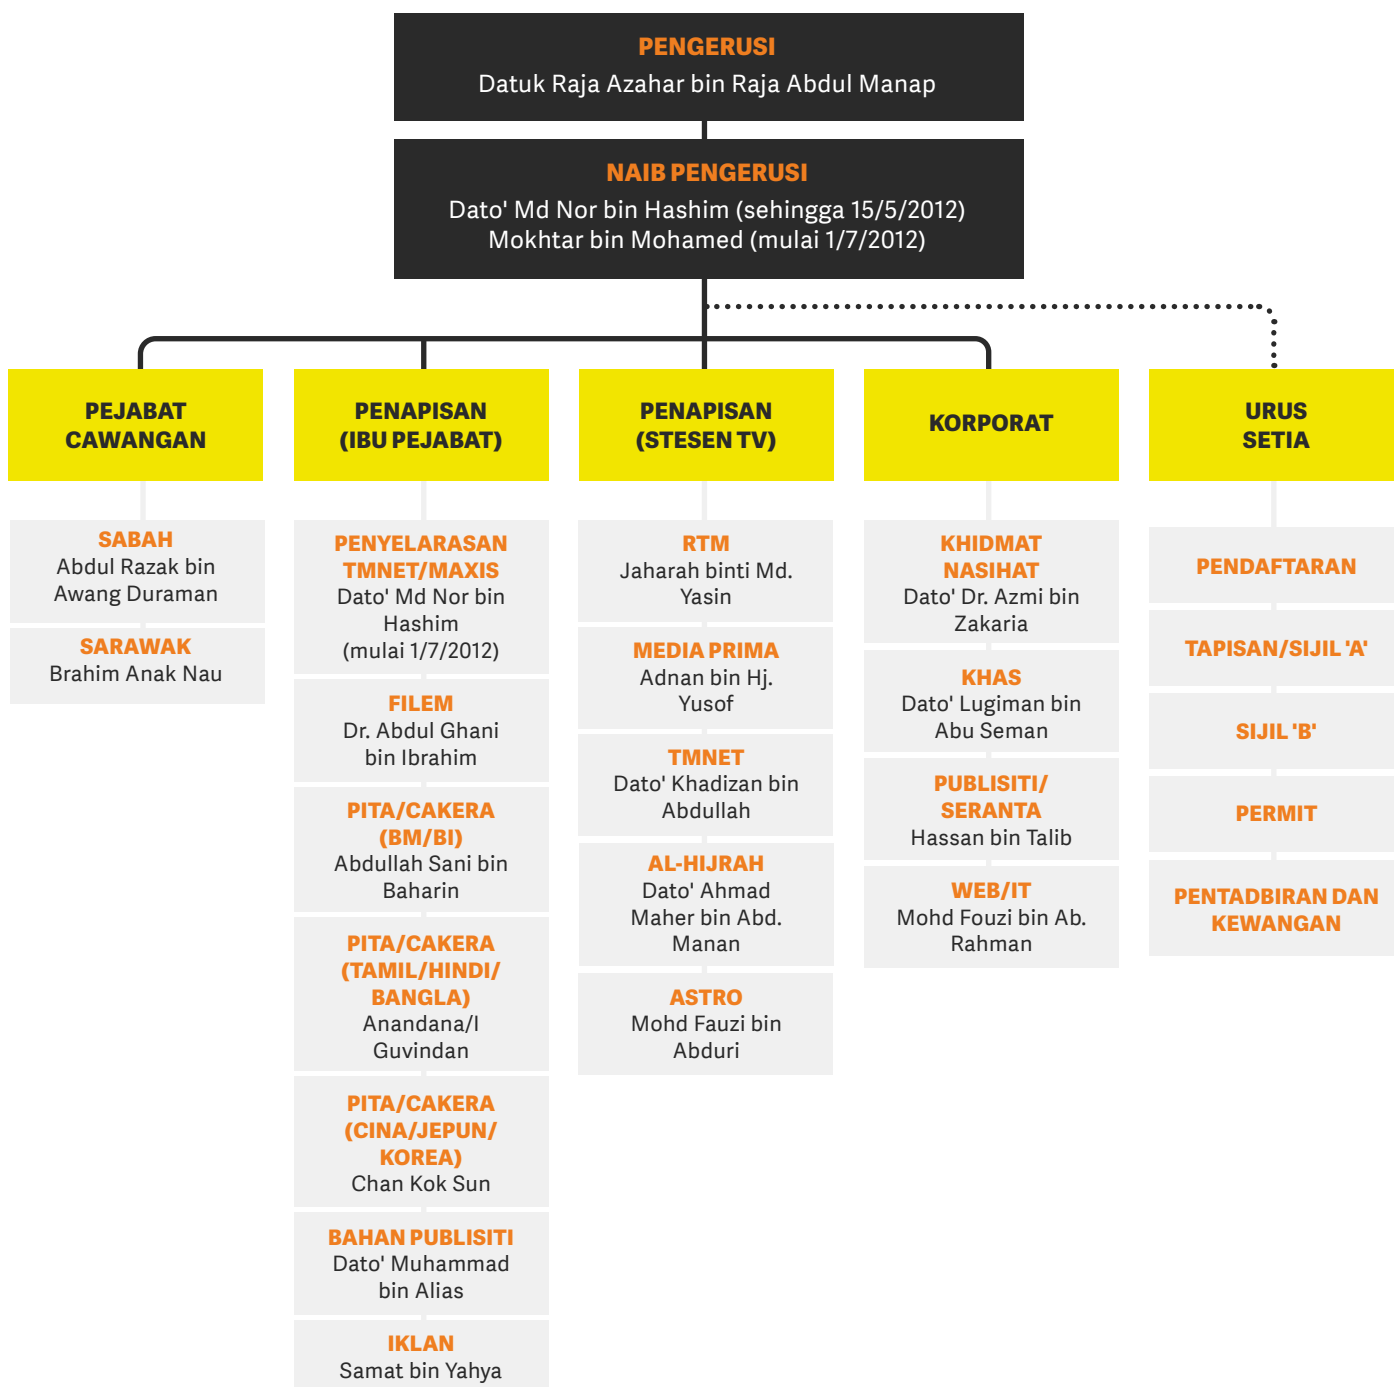 PENGERUSI
Datuk Raja Azahar bin Raja Abdul Manap
NAIB PENGERUSI
Dato' Md Nor bin Hashim (sehingga 15/5/2012)
Mokhtar bin Mohamed (mulai 1/7/2012)
PEJABAT
CAWANGAN
SABAH
Abdul Razak bin
Awang Duraman
SARAWAK
Brahim Anak Nau
PENAPISAN
(IBU PEJABAT)
PENYELARASAN
TMNET/MAXIS
Dato' Md Nor bin
Hashim
(mulai 1/7/2012)
FILEM
Dr. Abdul Ghani
bin Ibrahim
PITA/CAKERA
(BM/BI)
Abdullah Sani bin
Baharin
PITA/CAKERA
(TAMIL/HINDI/
BANGLA)
Anandana/l
Guvindan
PITA/CAKERA
(CINA/JEPUN/
KOREA)
Chan Kok Sun
BAHAN PUBLISITI
Dato' Muhammad
bin Alias
IKLAN
Samat bin Yahya
PENAPISAN
(STESEN TV)
RTM
Jaharah binti Md.
Yasin
MEDIA PRIMA
Adnan bin Hj.
Yusof
TMNET
Dato' Khadizan bin
Abdullah
AL-HIJRAH
Dato' Ahmad
Maher bin Abd.
Manan
ASTRO
Mohd Fauzi bin
Abduri
KORPORAT
KHIDMAT
NASIHAT
Dato' Dr. Azmi bin
Zakaria
KHAS
Dato' Lugiman bin
Abu Seman
PUBLISITI/
SERANTA
Hassan bin Talib
WEB/IT
Mohd Fouzi bin Ab.
Rahman
URUS
SETIA
PENDAFTARAN
TAPISAN/SIJIL 'A'
SIJIL 'B'
PERMIT
PENTADBIRAN DAN
KEWANGAN